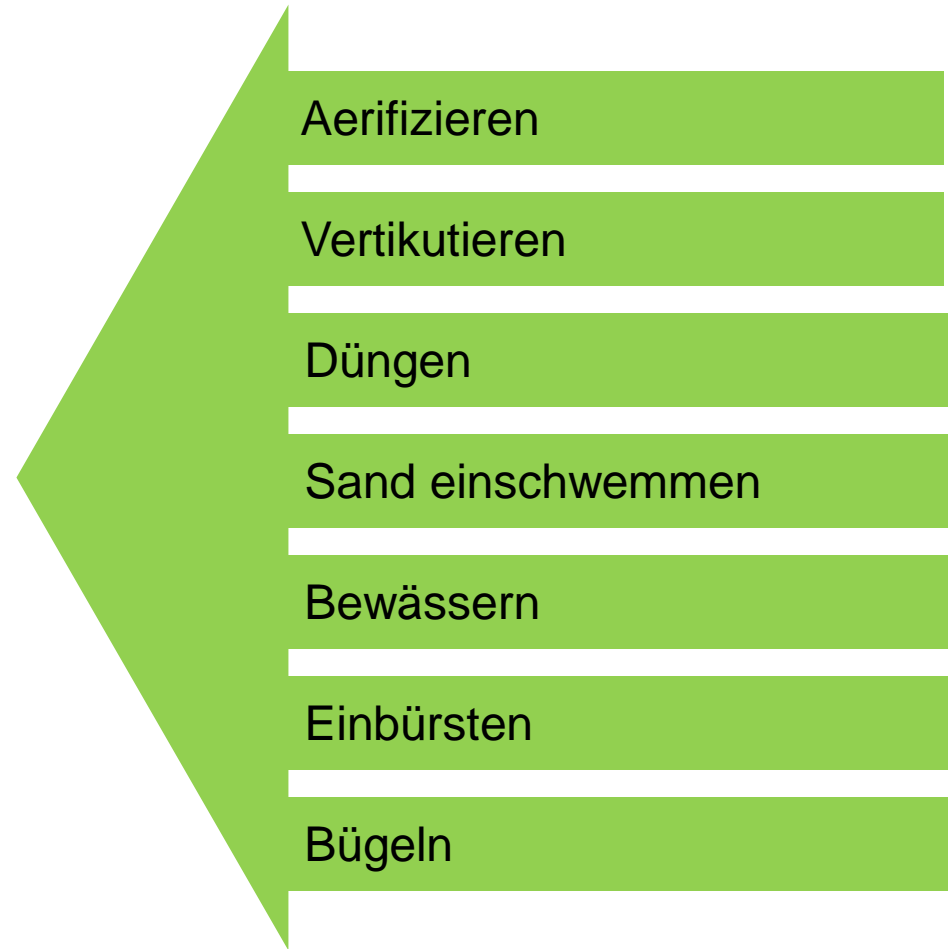 Aerifizieren
Vertikutieren
Düngen
Sand einschwemmen
Bewässern
Einbürsten
Bügeln